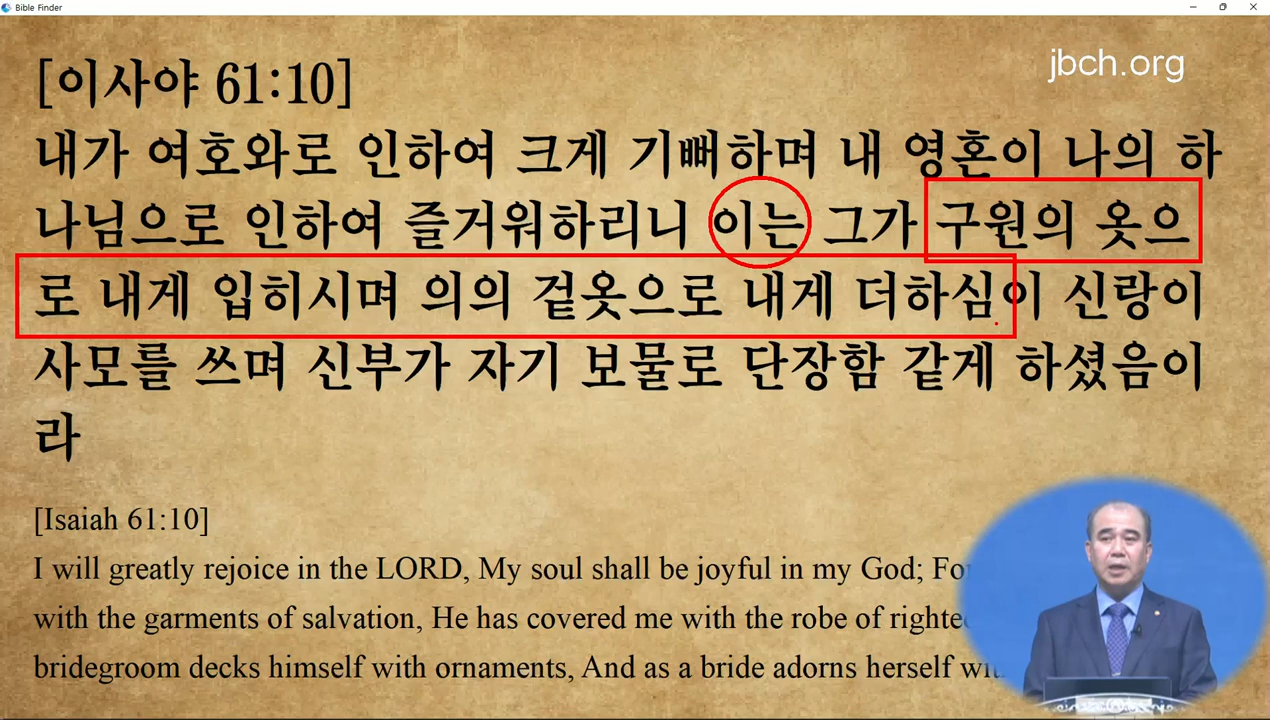 Bible Finder
jbch.org
[이사야 61:10]
내가 여호와로 인하여 크게 기뻐하며 내 영혼이 나의 하
나님으로 인하여 즐거워하리니 이는 그가 구원의 옷으
로 내게 입히시며 의의 겉옷으로 내게 더하심이 신랑이
사모를 쓰며 신부가 자기 보물로 단장함 같게 하셨음이
라
[Isaiah 61:10]
I will greatly rejoice in the LORD, My soul shall be joyful in my God;
with the garments of salvation, He has covered me with the robe of
bridegroom decks himself with ornaments, And as a bride adorns herself